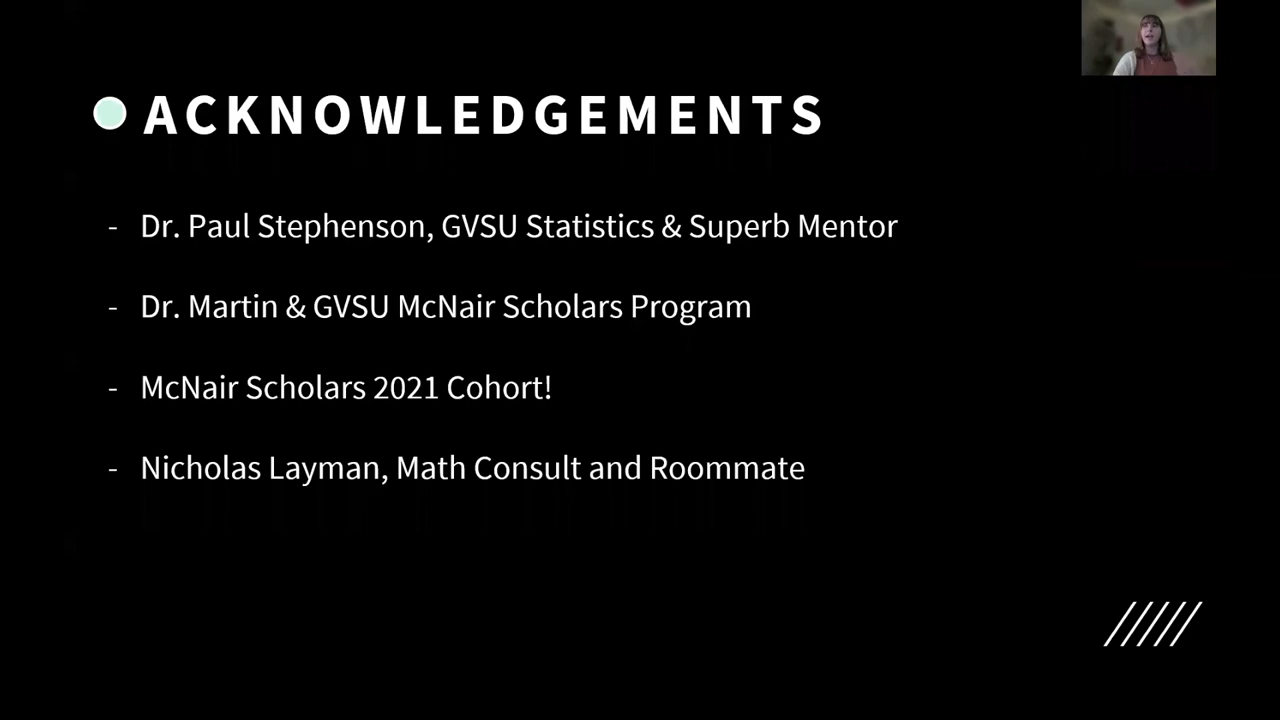 ACKNOWLEDGEMENTS
- Dr. Paul Stephenson, GVSU Statistics & Superb Mentor
- Dr. Martin & GVSU McNair Scholars Program
- McNair Scholars 2021 Cohort!
- Nicholas Layman, Math Consult and Roommate